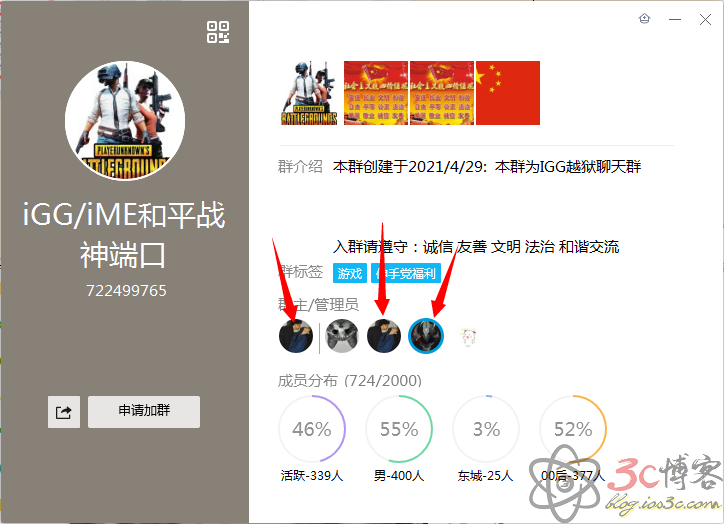 PLAYERUNKNOWN'S
BATTLEGROUNDS
iGG/iME和平战
神端口
722499765
申请加群
群介绍 本群创建于2021/4/29: 本群为IGG越狱聊天群
入群请遵守：诚信 友善 文明 法治 和谐交流
群标签 游戏 伸手党福利
群主/管理员
成员分布 (724/2000)
46% 55% 3% 52%
活跃-339人 男-400人 东城-25人 00后-377人
3c博客
blog.ios3c.com